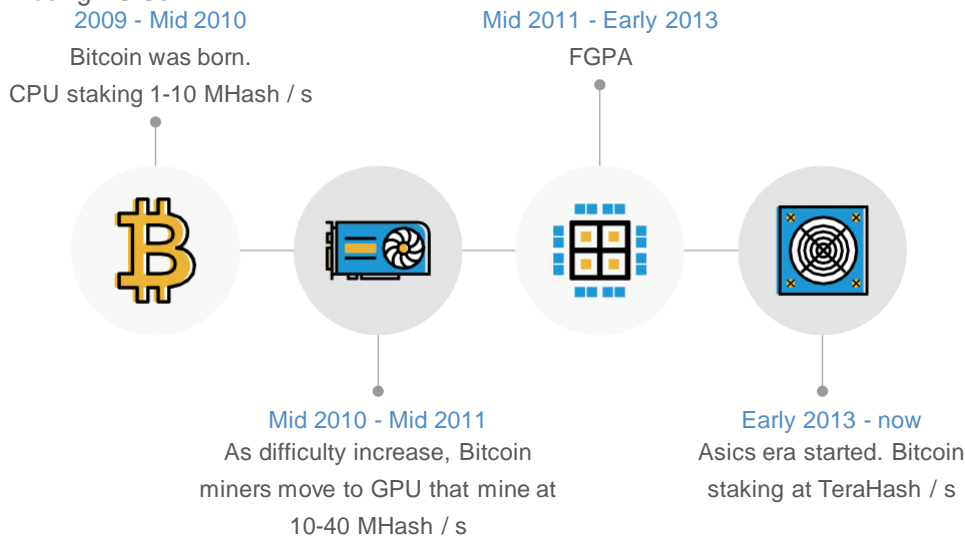 2009 - Mid 2010
Bitcoin was born.
CPU staking 1-10 MHash / s
Mid 2010 - Mid 2011
As difficulty increase, Bitcoin
miners move to GPU that mine at
10-40 MHash / s
Mid 2011 - Early 2013
FGPA
Early 2013 - now
Asics era started. Bitcoin
staking at TeraHash / s